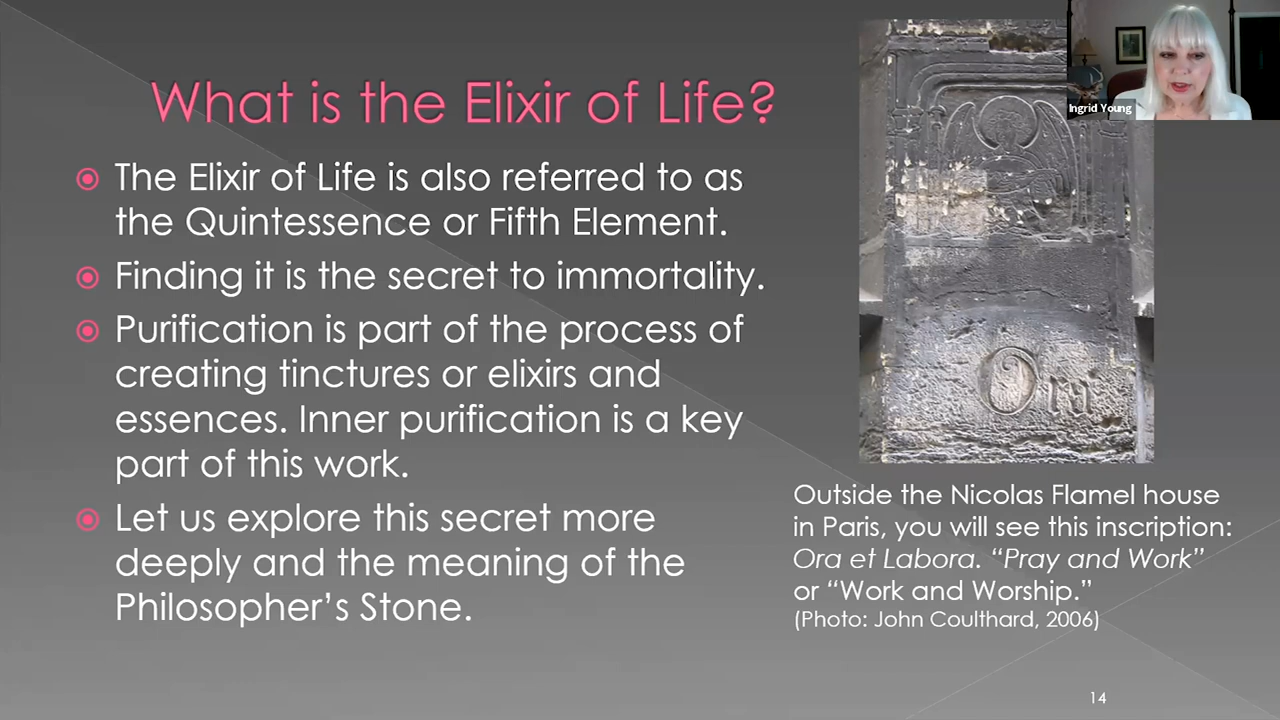 What is the Elixir of Life?
The Elixir of Life is also referred to as
the Quintessence or Fifth Element.
Finding it is the secret to immortality.
Purification is part of the process of
creating tinctures or elixirs and
essences. Inner purification is a key
part of this work.
Let us explore this secret more
deeply and the meaning of the
Philosopher’s Stone.
Ingrid Young
Ora
Outside the Nicolas Flamel house
in Paris, you will see this inscription:
Ora et Labora. “Pray and Work”
or “Work and Worship.”
(Photo: John Coulthard, 2006)
14